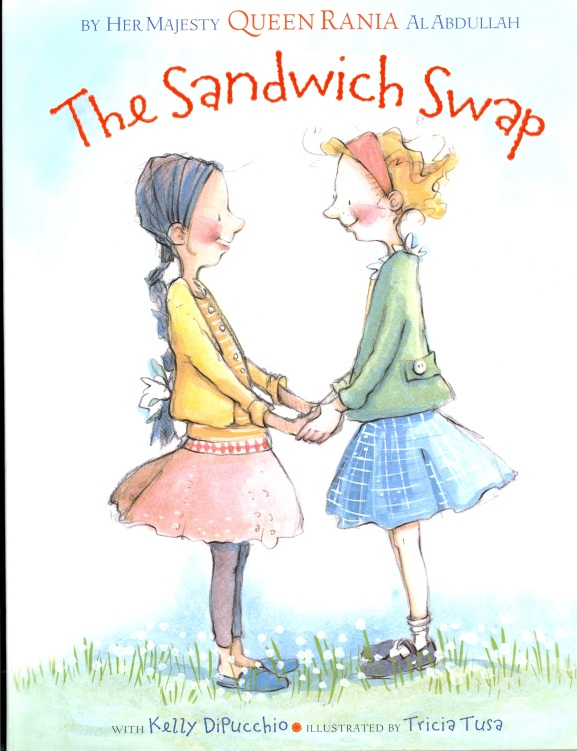 BY HER MAJESTY QUEEN RANIA AL ABDULLAH
The Sandwich Swap
WITH Kelly DiPucchio • ILLUSTRATED BY Tricia Tusa